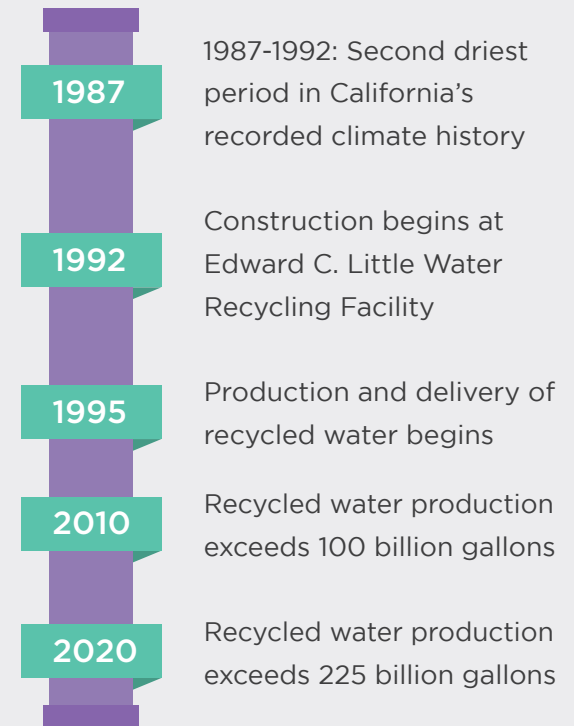 1987
1987-1992: Second driest
period in California’s
recorded climate history
1992
Construction begins at
Edward C. Little Water
Recycling Facility
1995
Production and delivery of
recycled water begins
2010
Recycled water production
exceeds 100 billion gallons
2020
Recycled water production
exceeds 225 billion gallons